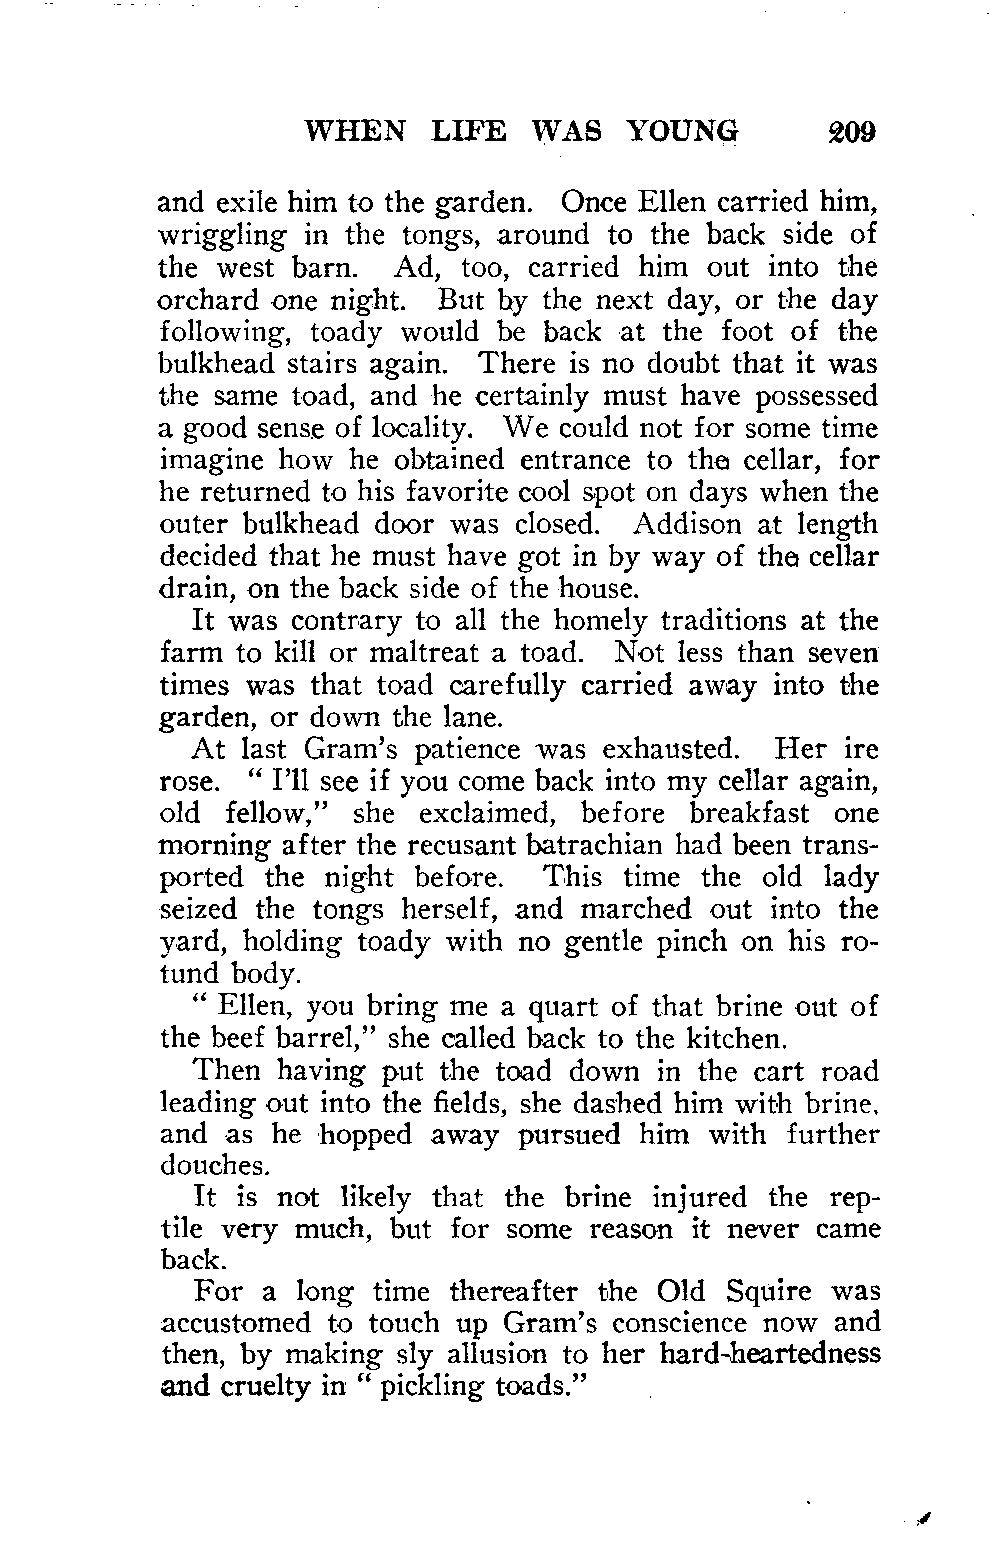 WHEN LIFE WAS YOUNG 209
and exile him to the garden. Once Ellen carried him,
wriggling in the tongs, around to the back side of
the west barn. Ad, too, carried him out into the
orchard one night. But by the next day, or the day
following, toady would be back at the foot of the
bulkhead stairs again. There is no doubt that it was
the same toad, and he certainly must have possessed
a good sense of locality. We could not for some time
imagine how he obtained entrance to the cellar, for
he returned to his favorite cool spot on days when the
outer bulkhead door was closed. Addison at length
decided that he must have got in by way of the cellar
drain, on the back side of the house.
It was contrary to all the homely traditions at the
farm to kill or maltreat a toad. Not less than seven
times was that toad carefully carried away into the
garden, or down the lane.
At last Gram's patience was exhausted. Her ire
rose. " I'll see if you come back into my cellar again,
old fellow," she exclaimed, before breakfast one
morning after the recusant batrachian had been trans-
ported the night before. This time the old lady
seized the tongs herself, and marched out into the
yard, holding toady with no gentle pinch on his ro-
tund body.
" Ellen, you bring me a quart of that brine out of
the beef barrel," she called back to the kitchen.
Then having put the toad down in the cart road
leading out into the fields, she dashed him with brine,
and as he hopped away pursued him with further
douches.
It is not likely that the brine injured the rep-
tile very much, but for some reason it never came
back.
For a long time thereafter the Old Squire was
accustomed to touch up Gram's conscience now and
then, by making sly allusion to her hard-heartedness
and cruelty in " pickling toads."